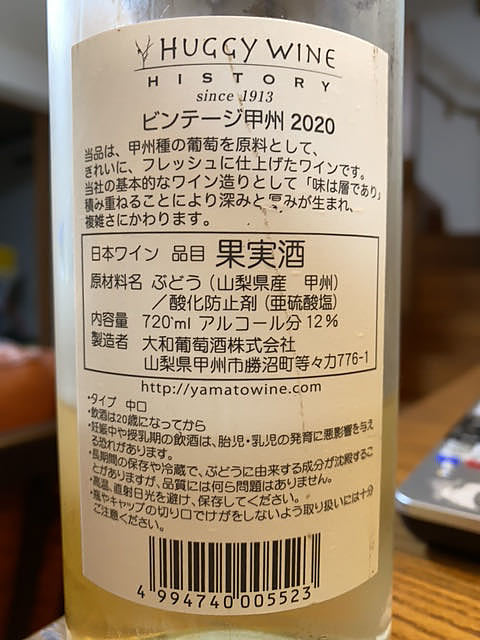 HUGGY WINE
HISTORY
since 1913
ビンテージ甲州 2020
当品は、甲州種の葡萄を原料として、
きれいに、フレッシュに仕上げたワインです。
当社の基本的なワイン造りとして「味は層であり」
積み重ねることにより深みと厚みが生まれ、
複雑さにかわります。
日本ワイン 品目 果実酒
原材料名 ぶどう（山梨県産 甲州）
／酸化防止剤（亜硫酸塩）
内容量 720ml アルコール分12%
製造者 大和葡萄酒株式会社
山梨県甲州市勝沼町等々力776-1
http://yamatowine.com
・タイプ 中口
・飲酒は20歳になってから
・妊娠中や授乳期の飲酒は、胎児・乳児の発育に悪影響を与え
る恐れがあります。
・長期間の保存や冷蔵で、ぶどうに由来する成分が沈殿するこ
とがありますが、品質には何ら問題はありません。
・高温、直射日光を避け、保存してください。
・瓶やキャップの切り口でけがをしないよう取り扱いには十分
ご注意ください。
4 994740 005523